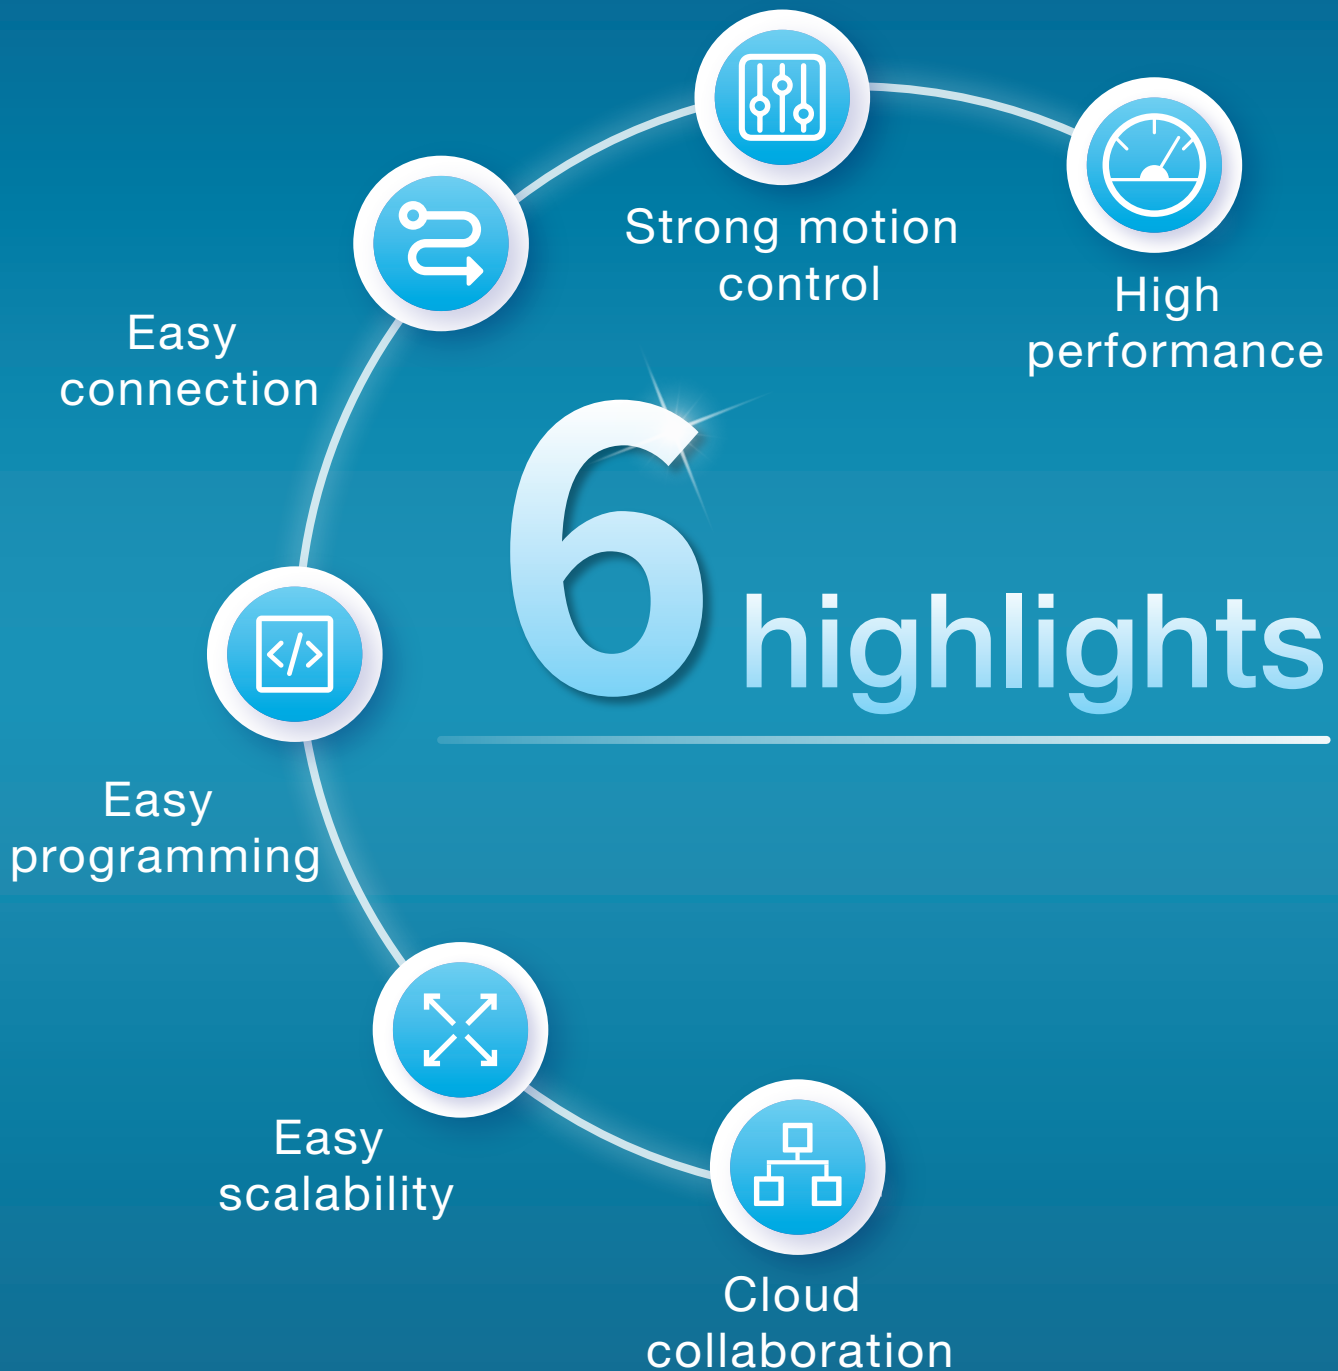 Strong motion
control
High
performance
Easy
connection
6 highlights
Easy
programming
Easy
scalability
Cloud
collaboration